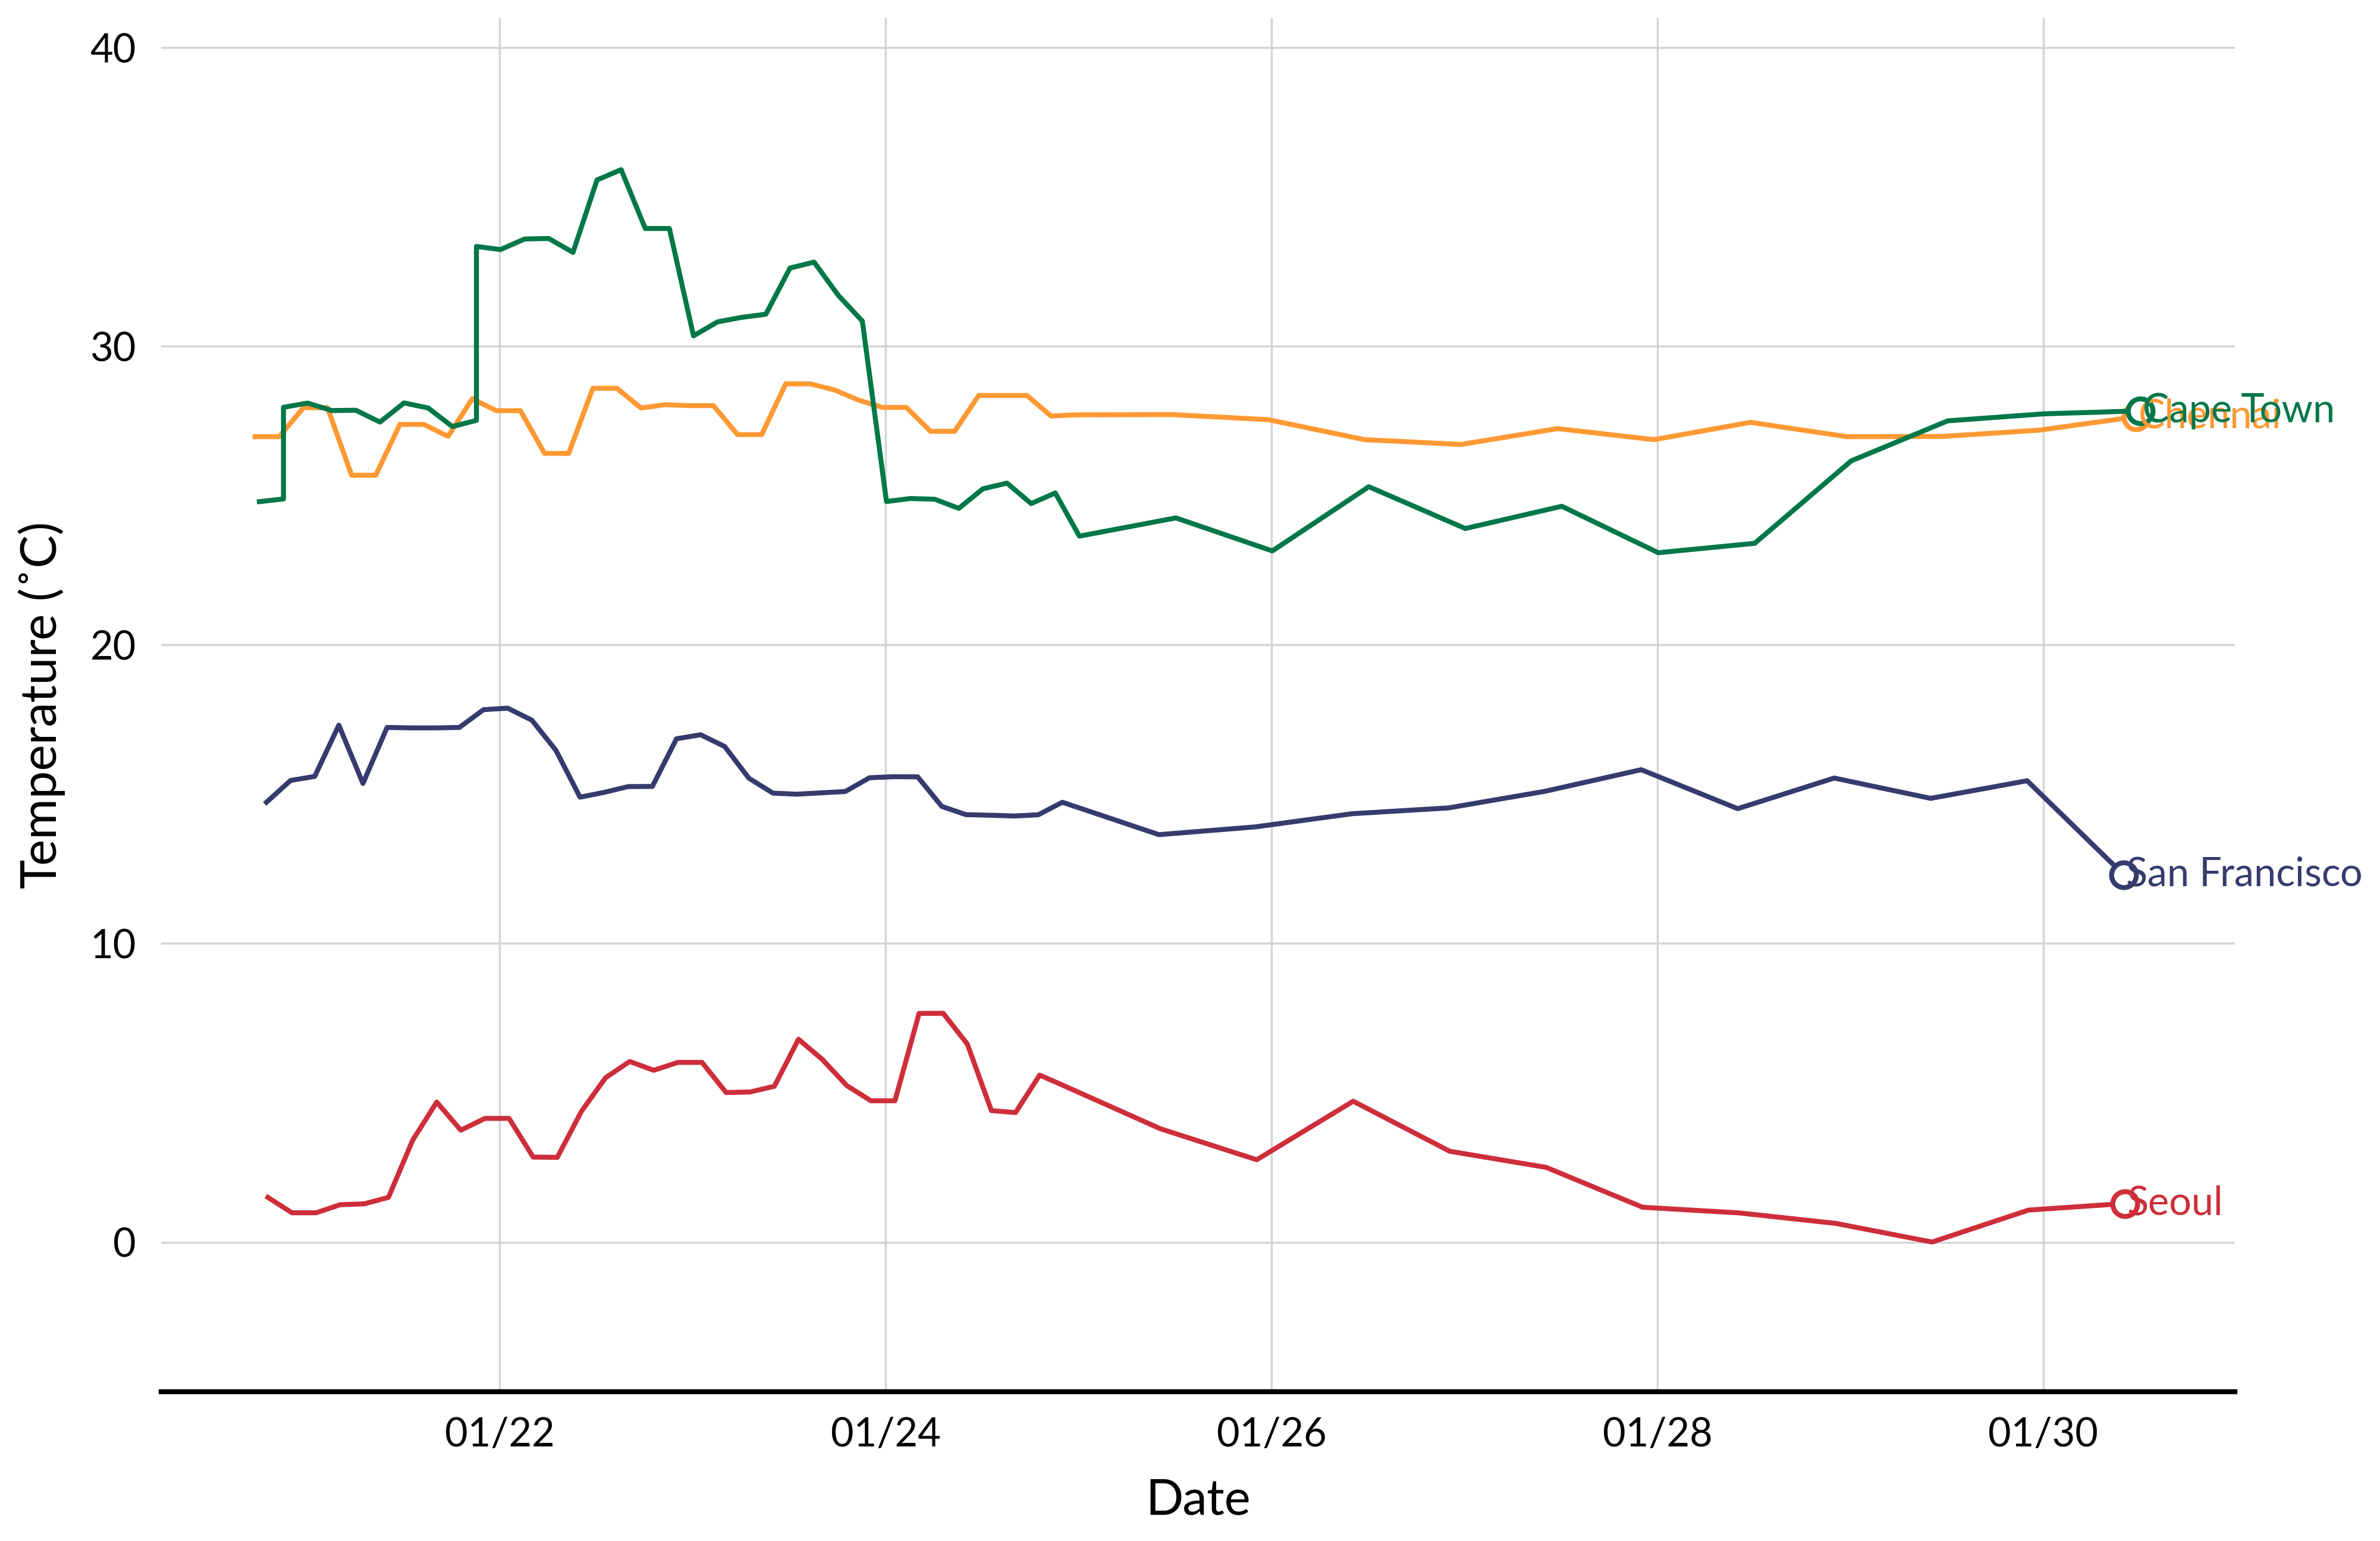 40
30
20
10
0
Temperature (˚C)
Cape Town
Chennai
San Francisco
Seoul
01/22
01/24
01/26
01/28
01/30
Date